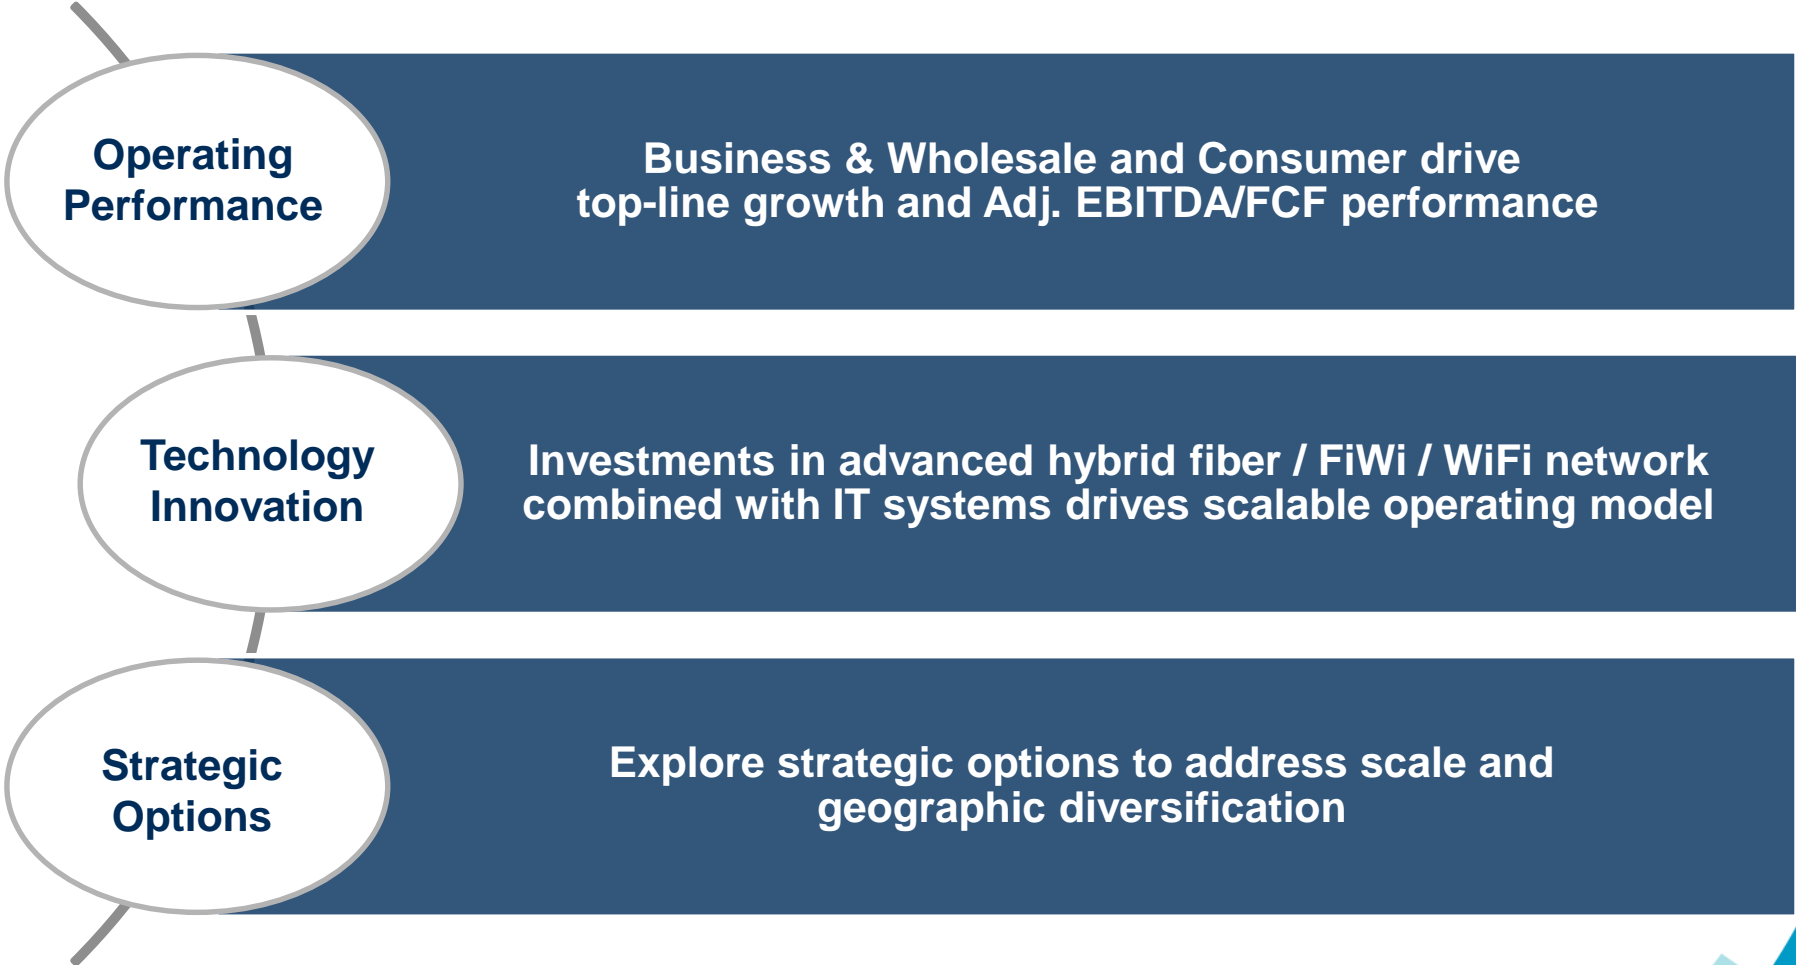 Operating
Performance
Business & Wholesale and Consumer drive
top-line growth and Adj. EBITDA/FCF performance
Technology
Innovation
Investments in advanced hybrid fiber / FiWi / WiFi network
combined with IT systems drives scalable operating model
Strategic
Options
Explore strategic options to address scale and
geographic diversification